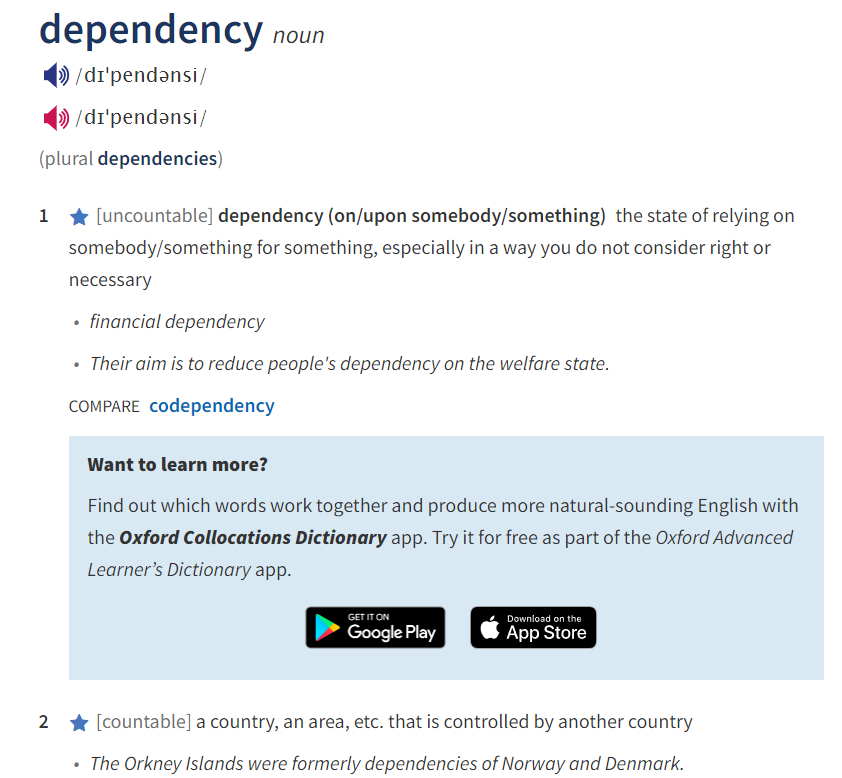 dependency noun
/dɪˈpendənsi/
/dɪˈpendənsi/
(plural dependencies)
1 ★ [uncountable] dependency (on/upon somebody/something) the state of relying on
somebody/something for something, especially in a way you do not consider right or
necessary
• financial dependency
• Their aim is to reduce people's dependency on the welfare state.
COMPARE codependency
Want to learn more?
Find out which words work together and produce more natural-sounding English with
the Oxford Collocations Dictionary app. Try it for free as part of the Oxford Advanced
Learner’s Dictionary app.
GET IT ON
Google Play
Download on the
App Store
2 ★ [countable] a country, an area, etc. that is controlled by another country
• The Orkney Islands were formerly dependencies of Norway and Denmark.